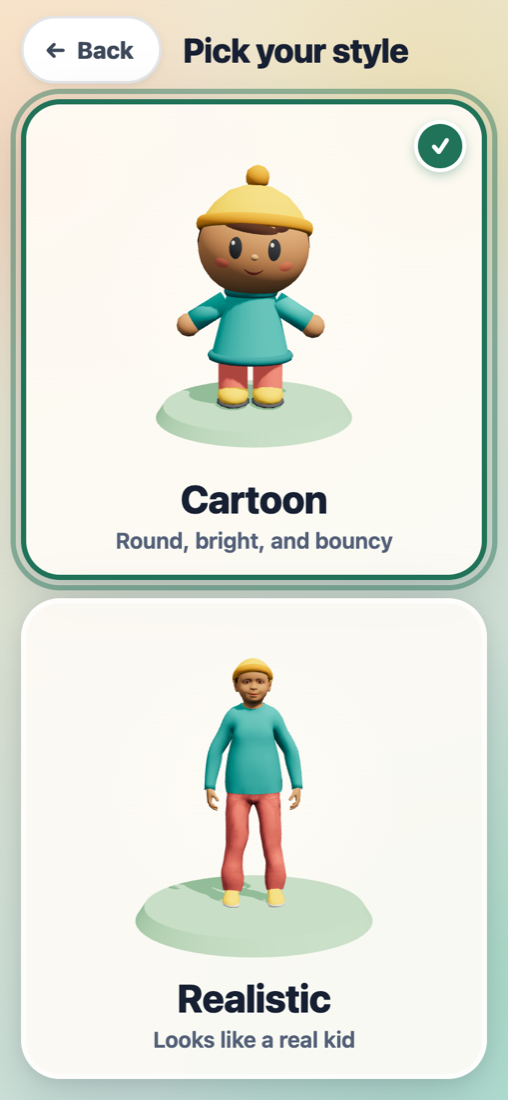 Back
Pick your style
Cartoon
Round, bright, and bouncy
Realistic
Looks like a real kid